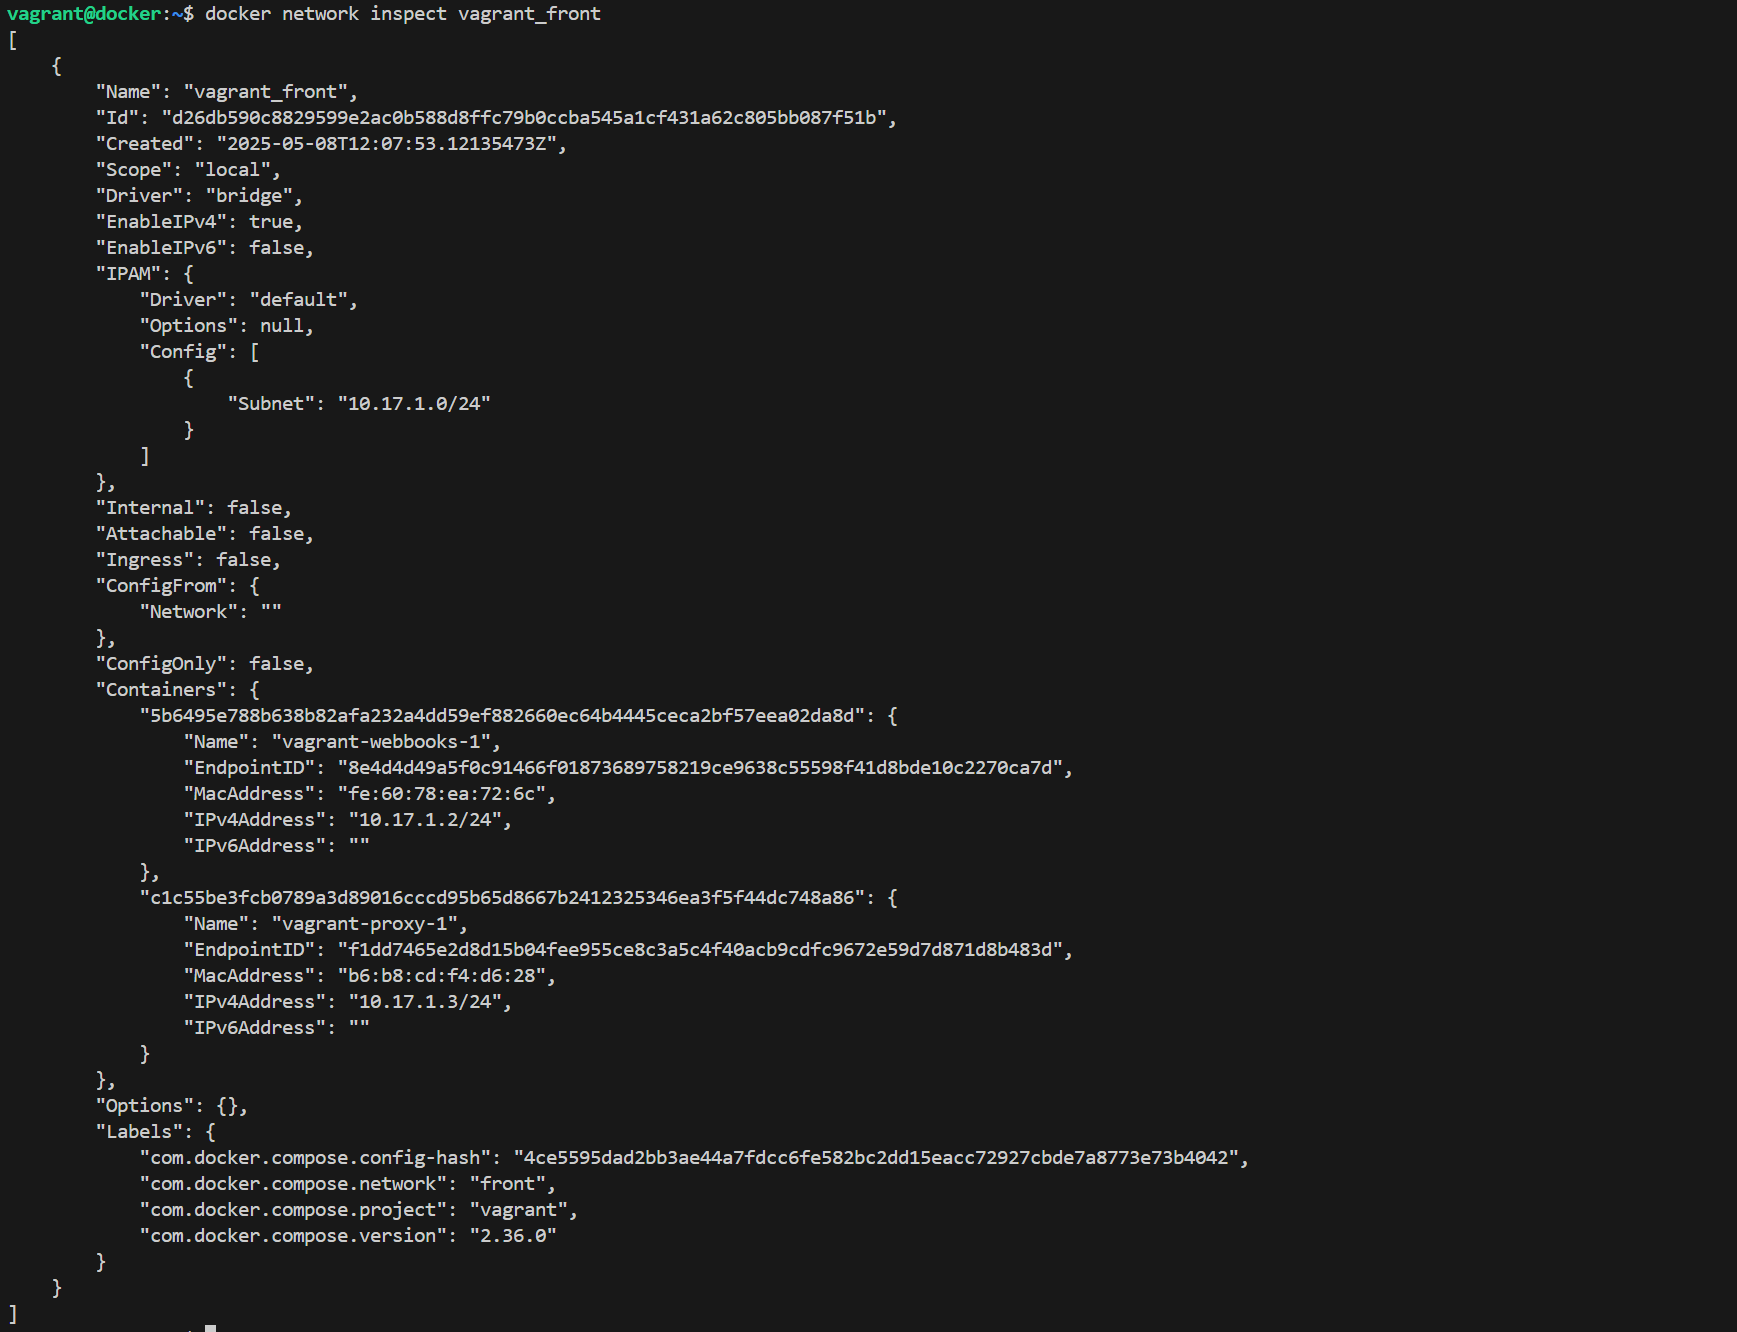 vagrant@docker:~$ docker network inspect vagrant_front
[
    {
        "Name": "vagrant_front",
        "Id": "d26db590c8829599e2ac0b588d8ffc79b0ccba545a1cf431a62c805bb087f51b",
        "Created": "2025-05-08T12:07:53.12135473Z",
        "Scope": "local",
        "Driver": "bridge",
        "EnableIPv4": true,
        "EnableIPv6": false,
        "IPAM": {
            "Driver": "default",
            "Options": null,
            "Config": [
                {
                    "Subnet": "10.17.1.0/24"
                }
            ]
        },
        "Internal": false,
        "Attachable": false,
        "Ingress": false,
        "ConfigFrom": {
            "Network": ""
        },
        "ConfigOnly": false,
        "Containers": {
            "5b6495e788b638b82afa232a4dd59ef882660ec64b4445ceca2bf57eea02da8d": {
                "Name": "vagrant-webbooks-1",
                "EndpointID": "8e4d4d49a5f0c91466f01873689758219ce9638c55598f41d8bde10c2270ca7d",
                "MacAddress": "fe:60:78:ea:72:6c",
                "IPv4Address": "10.17.1.2/24",
                "IPv6Address": ""
            },
            "c1c55be3fcb0789a3d89016cccd95b65d8667b2412325346ea3f5f44dc748a86": {
                "Name": "vagrant-proxy-1",
                "EndpointID": "f1dd7465e2d8d15b04fee955ce8c3a5c4f40acb9cdfc9672e59d7d871d8b483d",
                "MacAddress": "b6:b8:cd:f4:d6:28",
                "IPv4Address": "10.17.1.3/24",
                "IPv6Address": ""
            }
        },
        "Options": {},
        "Labels": {
            "com.docker.compose.config-hash": "4ce5595dad2bb3ae44a7fdcc6fe582bc2dd15eacc72927cbde7a8773e73b4042",
            "com.docker.compose.network": "front",
            "com.docker.compose.project": "vagrant",
            "com.docker.compose.version": "2.36.0"
        }
    }
]